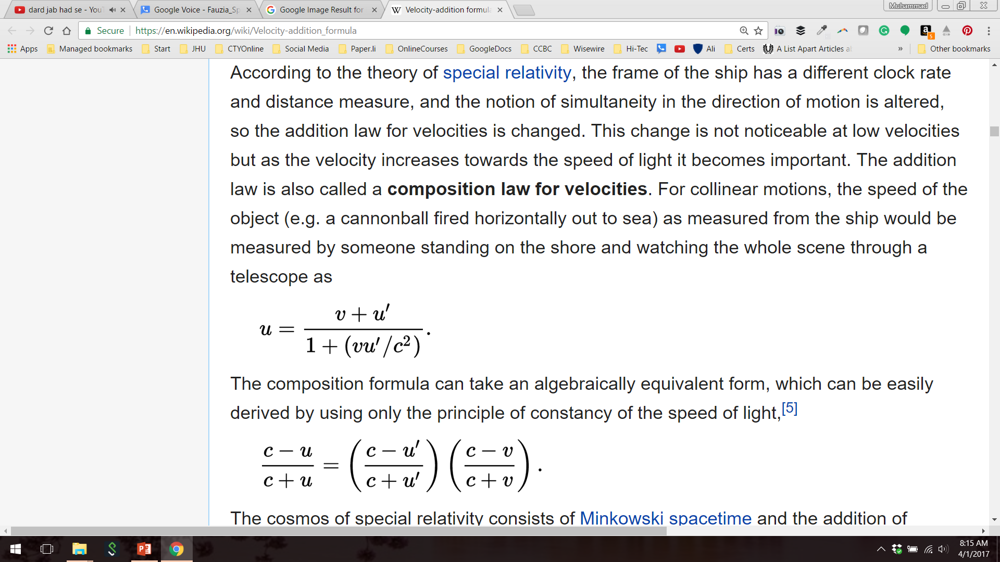 dard jab had se - You
Google Voice - Fauzia_Sp
Google Image Result for
W Velocity-addition formula
Muhammad
Secure https://en.wikipedia.org/wiki/Velocity-addition_formula
Apps Managed bookmarks Start JHU CTYOnline Social Media Paper.li OnlineCourses GoogleDocs CCBC Wisewire Hi-Tec Ali Certs A List Apart Articles » Other bookmarks
According to the theory of special relativity, the frame of the ship has a different clock rate
and distance measure, and the notion of simultaneity in the direction of motion is altered,
so the addition law for velocities is changed. This change is not noticeable at low velocities
but as the velocity increases towards the speed of light it becomes important. The addition
law is also called a composition law for velocities. For collinear motions, the speed of the
object (e.g. a cannonball fired horizontally out to sea) as measured from the ship would be
measured by someone standing on the shore and watching the whole scene through a
telescope as
u = (v + u′) / (1 + (vu′/c²)).
The composition formula can take an algebraically equivalent form, which can be easily
derived by using only the principle of constancy of the speed of light,[5]
(c − u)/(c + u) = ((c − u′)/(c + u′)) ((c − v)/(c + v)).
The cosmos of special relativity consists of Minkowski spacetime and the addition of
8:15 AM
4/1/2017